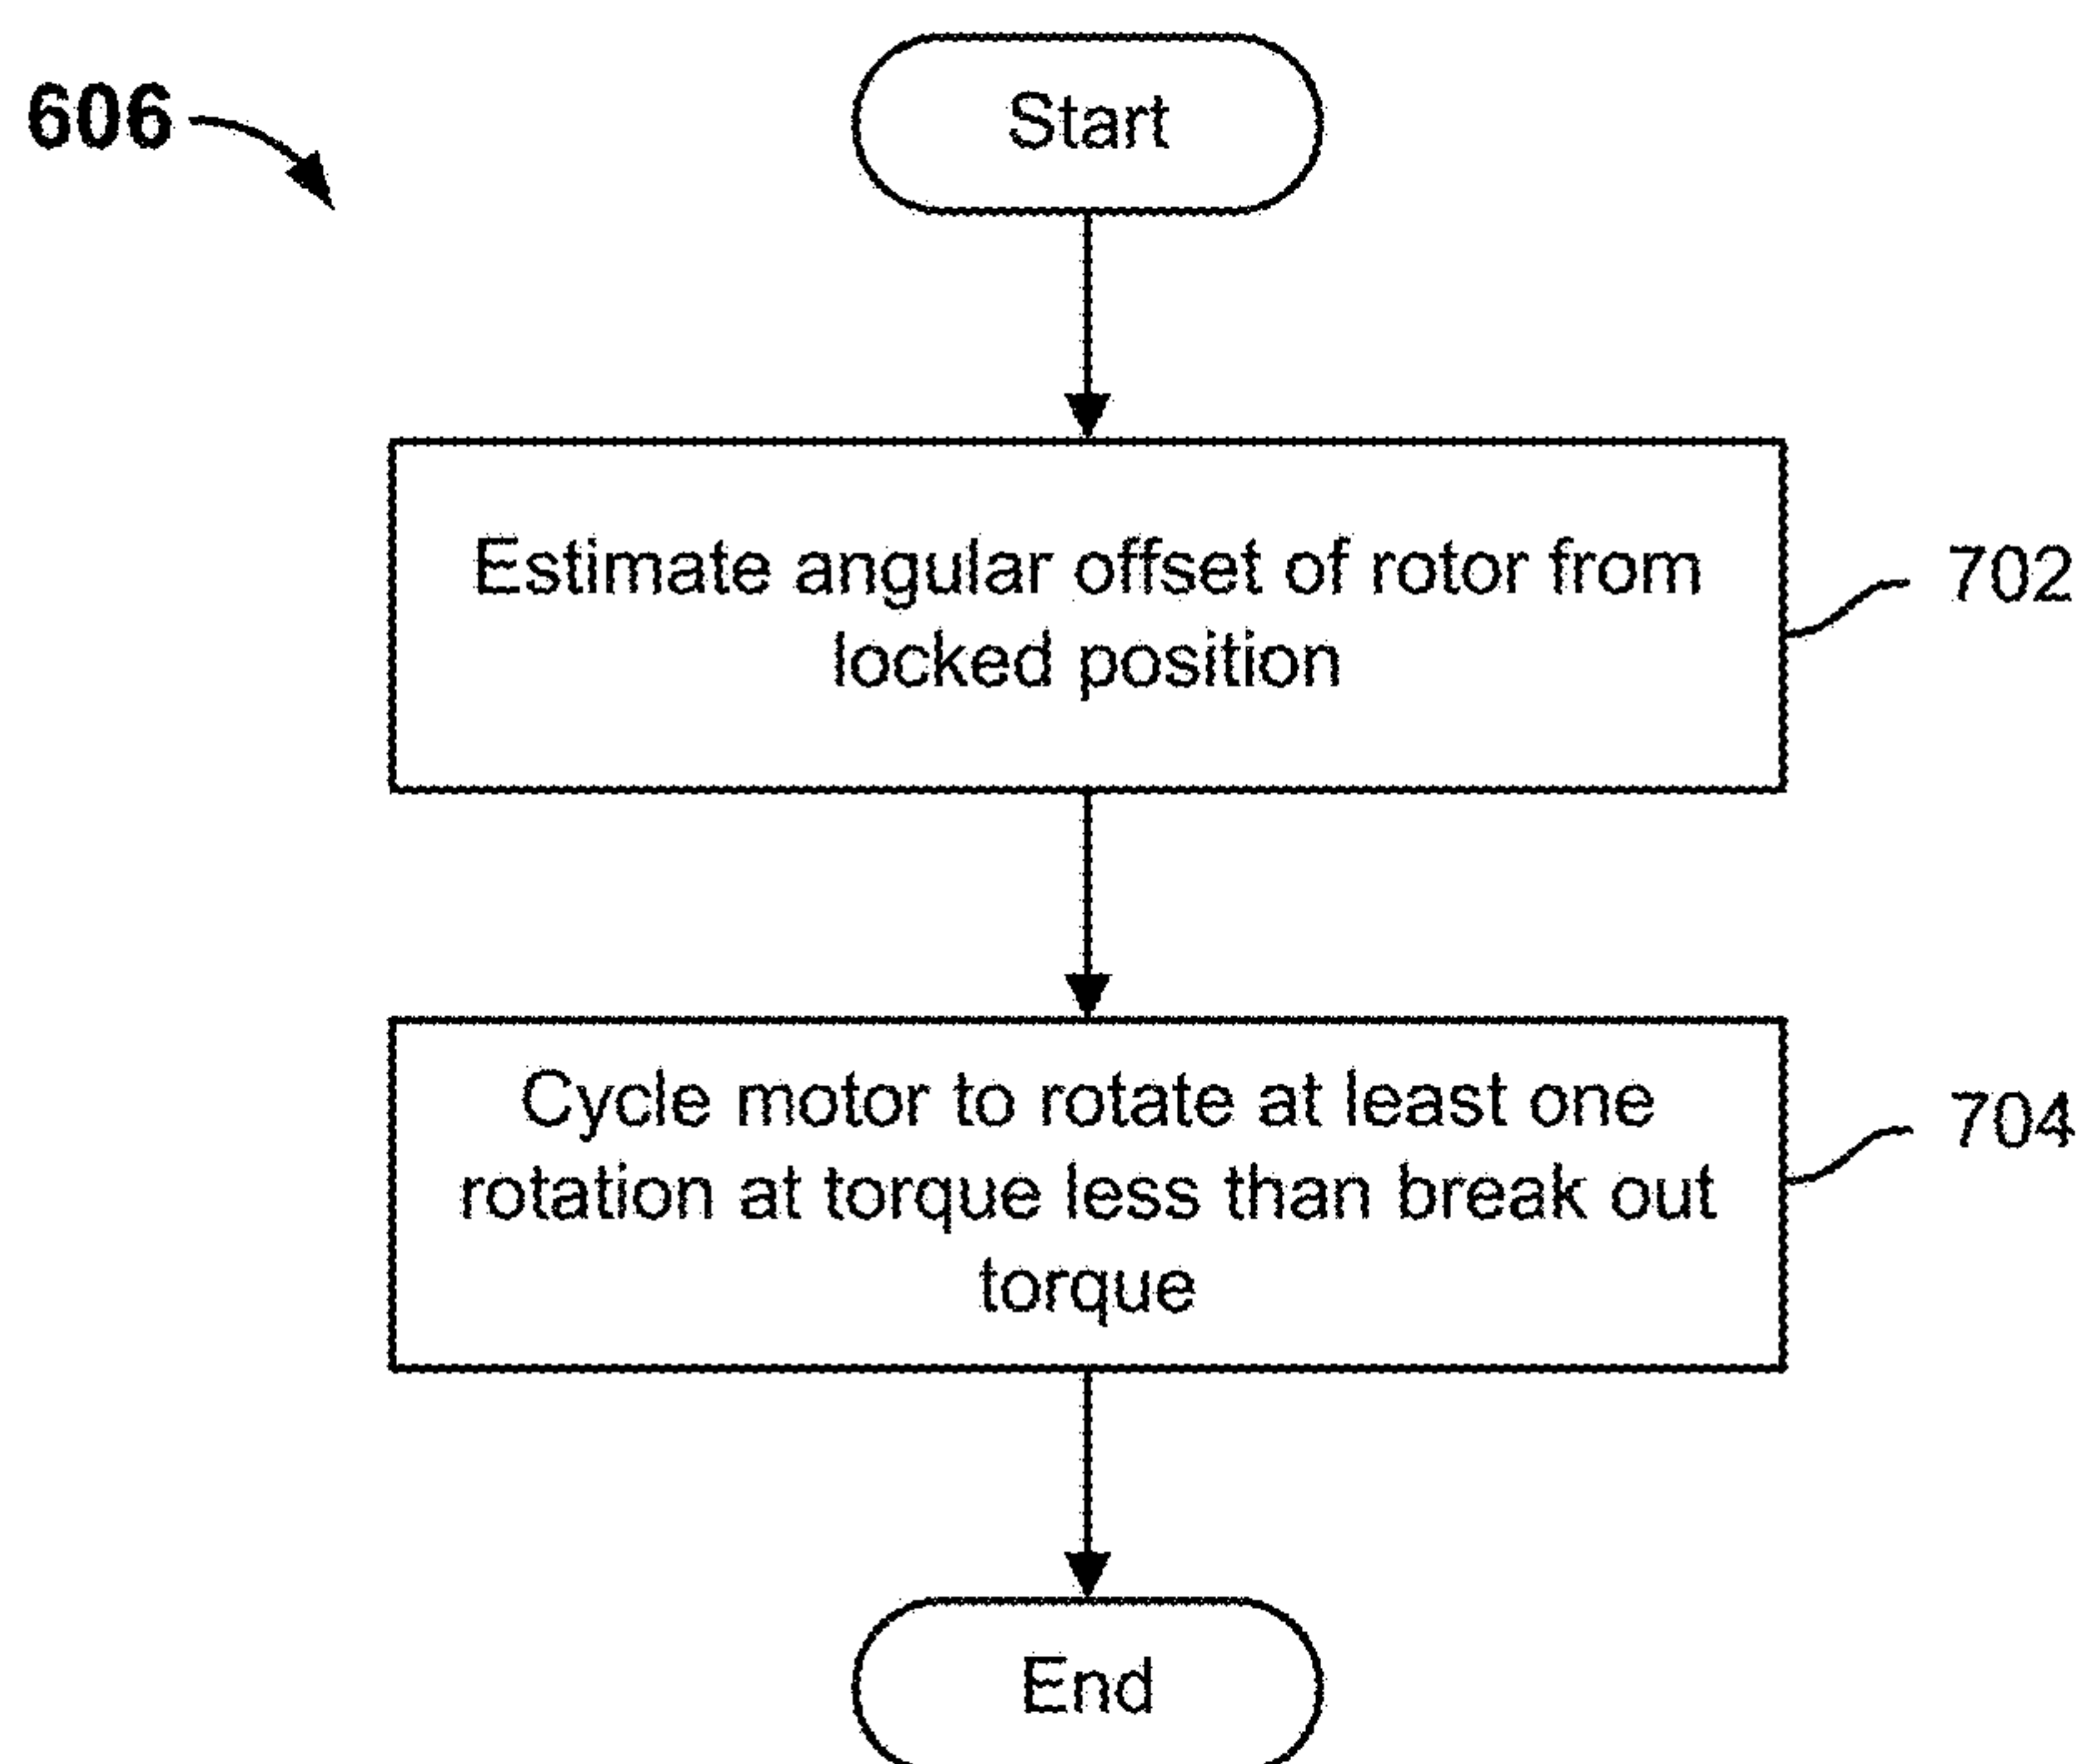 606
Start
Estimate angular offset of rotor from
locked position
702
Cycle motor to rotate at least one
rotation at torque less than break out
torque
704
End